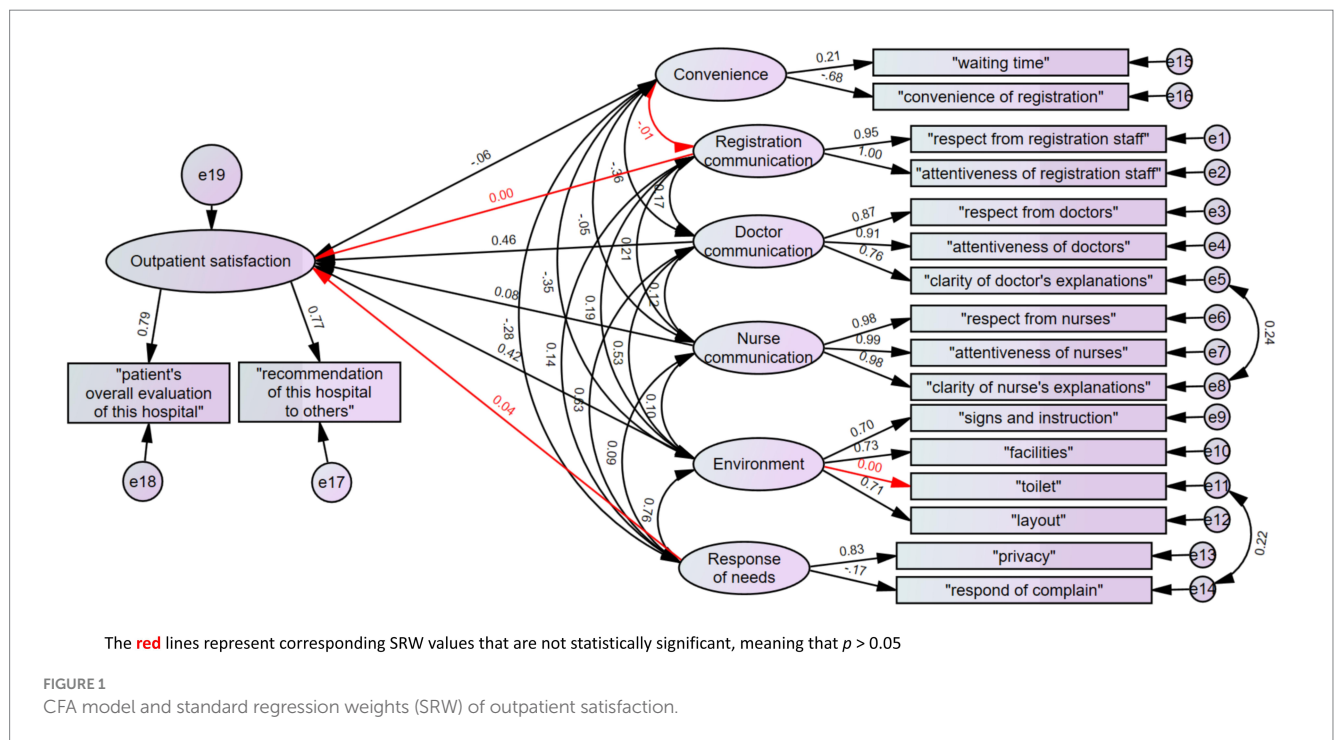 Convenience
0.21
-.68
"waiting time"
e15
"convenience of registration"
e16
-.01
Registration
communication
0.95
1.00
"respect from registration staff"
e1
"attentiveness of registration staff"
e2
e19
-.06
0.00
-.36
0.17
Doctor
communication
0.87
0.91
0.76
"respect from doctors"
e3
"attentiveness of doctors"
e4
"clarity of doctor's explanations"
e5
Outpatient satisfaction
0.46
-.05
0.21
0.12
0.08
-.35
0.19
0.53
Nurse
communication
0.98
0.99
0.98
"respect from nurses"
e6
"attentiveness of nurses"
e7
"clarity of nurse's explanations"
e8
0.24
0.79
0.77
"patient's
overall evaluation
of this hospital"
"recommendation
of this hospital
to others"
e18
e17
0.42
-.28
0.14
0.63
0.10
0.04
0.09
Environment
0.70
0.73
0.00
0.71
"signs and instruction"
e9
"facilities"
e10
"toilet"
e11
"layout"
e12
0.76
Response
of needs
0.83
-.17
"privacy"
e13
"respond of complain"
e14
0.22
The red lines represent corresponding SRW values that are not statistically significant, meaning that p > 0.05
FIGURE 1
CFA model and standard regression weights (SRW) of outpatient satisfaction.